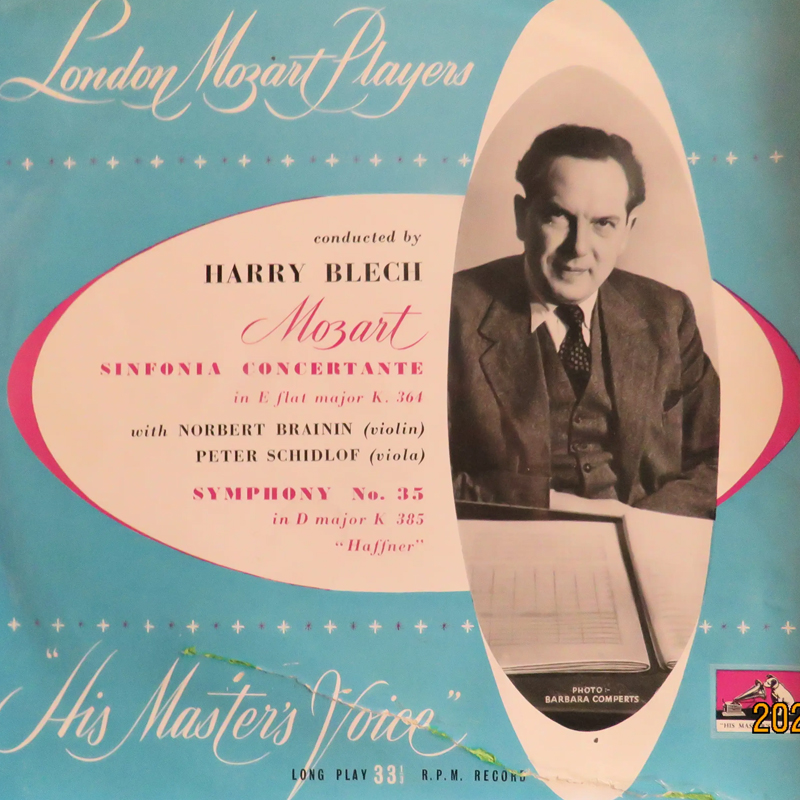 London Mozart Players
conducted by
HARRY BLECH
Mozart
SINFONIA CONCERTANTE
in E flat major K. 364
with NORBERT BRAININ (violin)
PETER SCHIDLOF (viola)
SYMPHONY No. 35
in D major K 385
“Haffner”
PHOTO:-
BARBARA COMPERTS
“His Master's Voice”
"HIS MAS
202
LONG PLAY 33⅓ R.P.M. RECORD